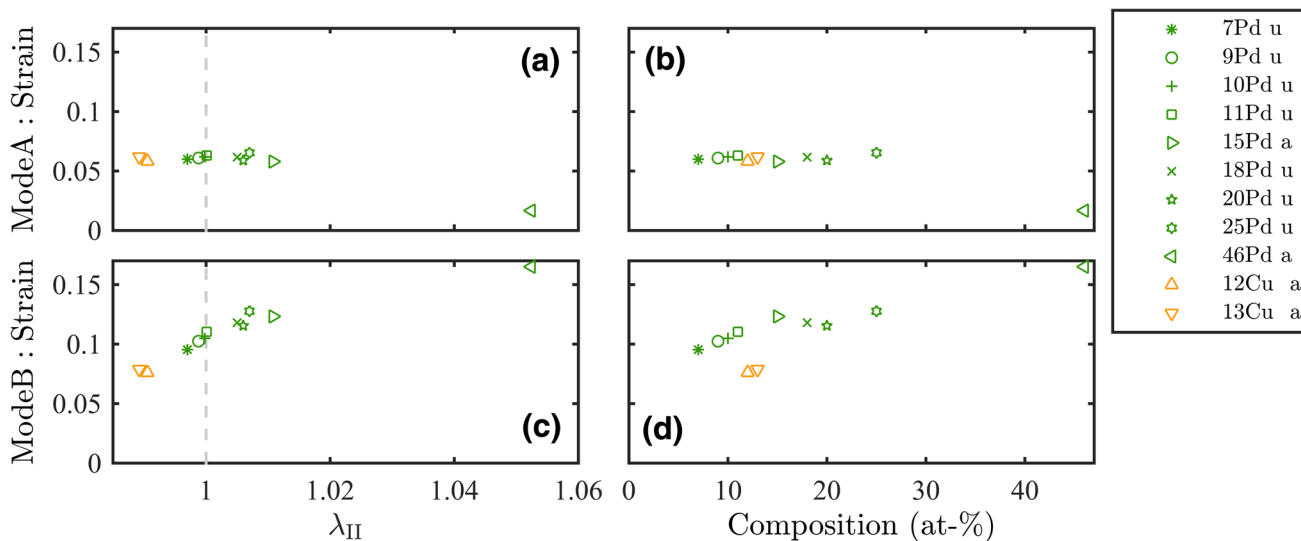 ModeA : Strain
0.15
0.1
0.05
0
(a)
(b)
ModeB : Strain
0.15
0.1
0.05
0
(c)
(d)
1
1.02
1.04
1.06
λII
0
10
20
30
40
Composition (at-%)
7Pd u
9Pd u
10Pd u
11Pd u
15Pd a
18Pd u
20Pd u
25Pd u
46Pd a
12Cu a
13Cu a